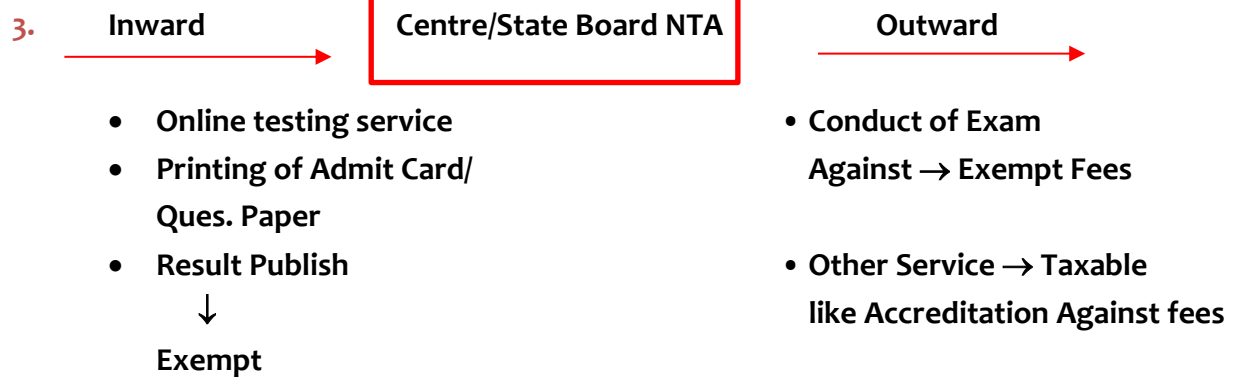 3. Inward Centre/State Board NTA Outward
• Online testing service
• Printing of Admit Card/
Ques. Paper
• Result Publish
↓
Exempt
• Conduct of Exam
Against → Exempt Fees
• Other Service → Taxable
like Accreditation Against fees